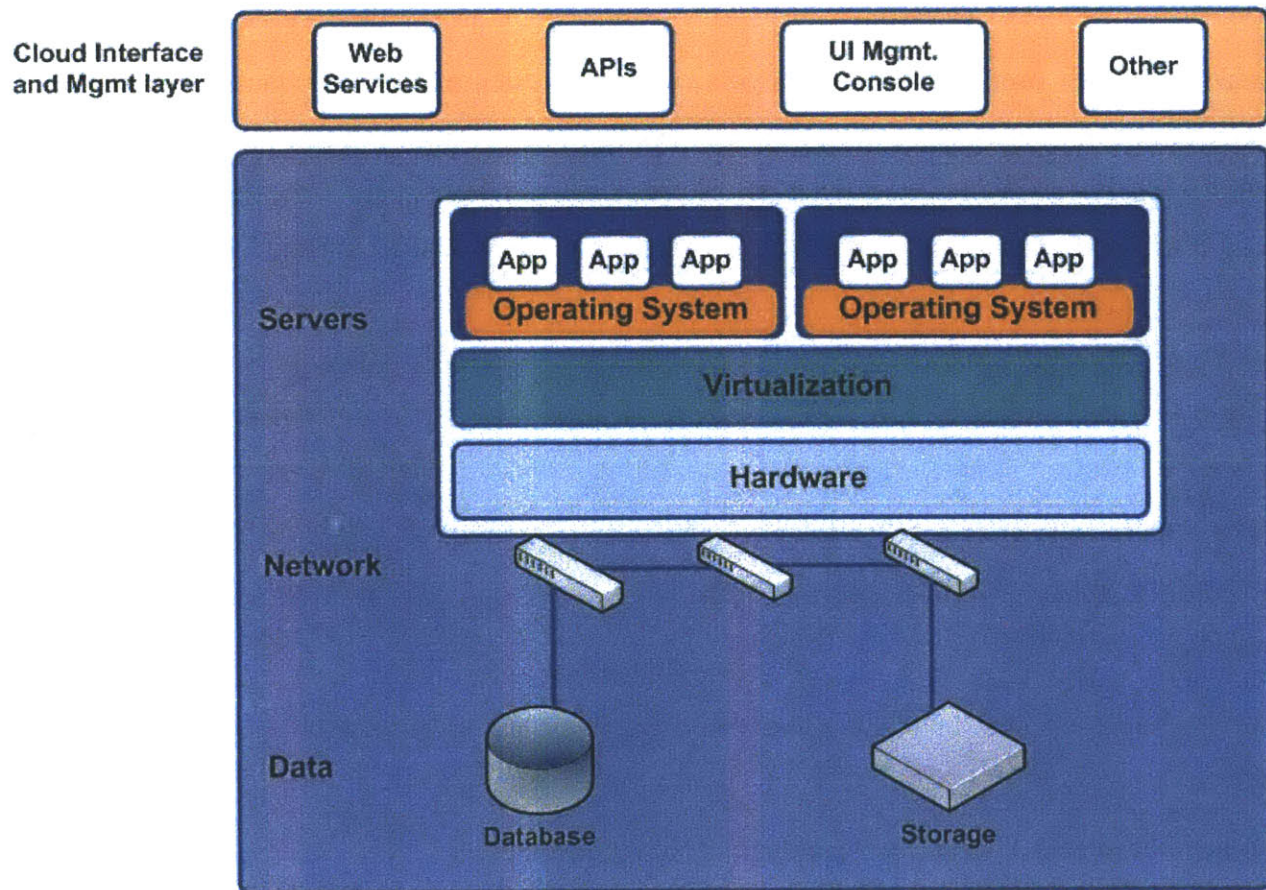 Cloud Interface
and Mgmt layer
Web
Services
APIs
UI Mgmt.
Console
Other
Servers
App App App
Operating System
App App App
Operating System
Virtualization
Hardware
Network
Data
Database
Storage